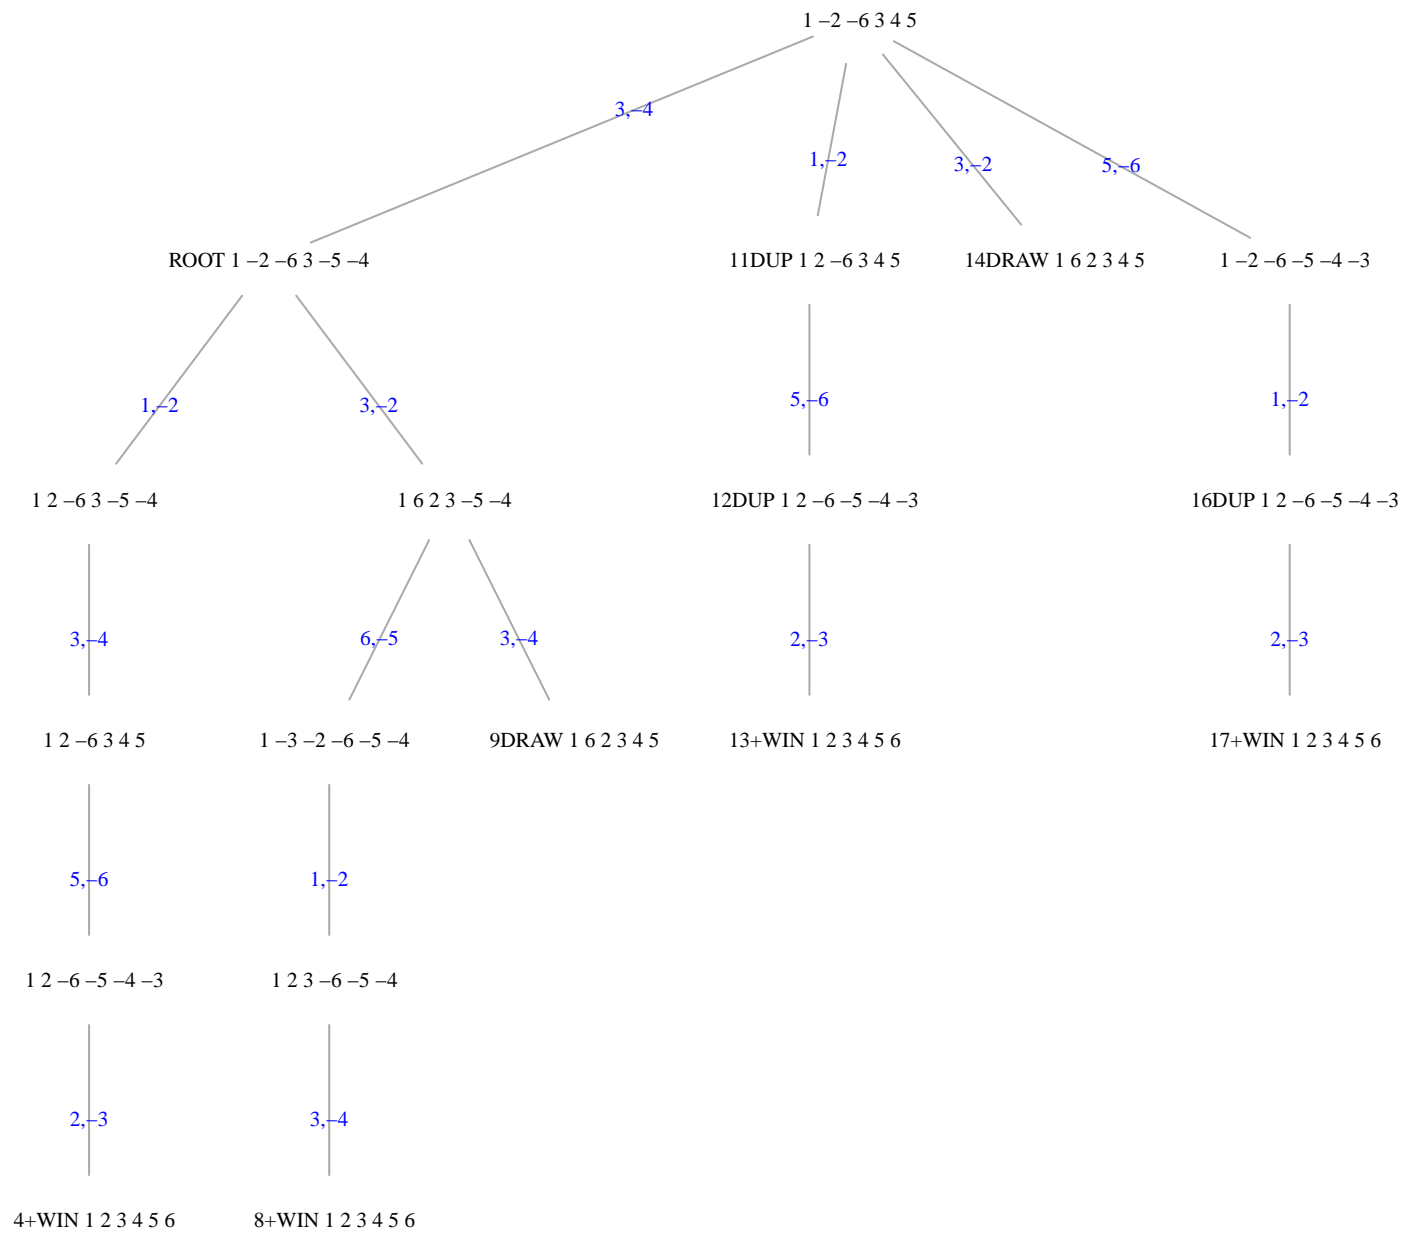 1 –2 –6 3 4 5
3,–4
1,–2
3,–2
5,–6
ROOT 1 –2 –6 3 –5 –4
11DUP 1 2 –6 3 4 5
14DRAW 1 6 2 3 4 5
1 –2 –6 –5 –4 –3
1,–2
3,–2
5,–6
1,–2
1 2 –6 3 –5 –4
1 6 2 3 –5 –4
12DUP 1 2 –6 –5 –4 –3
16DUP 1 2 –6 –5 –4 –3
3,–4
6,–5
3,–4
2,–3
2,–3
1 2 –6 3 4 5
1 –3 –2 –6 –5 –4
9DRAW 1 6 2 3 4 5
13+WIN 1 2 3 4 5 6
17+WIN 1 2 3 4 5 6
5,–6
1,–2
1 2 –6 –5 –4 –3
1 2 3 –6 –5 –4
2,–3
3,–4
4+WIN 1 2 3 4 5 6
8+WIN 1 2 3 4 5 6